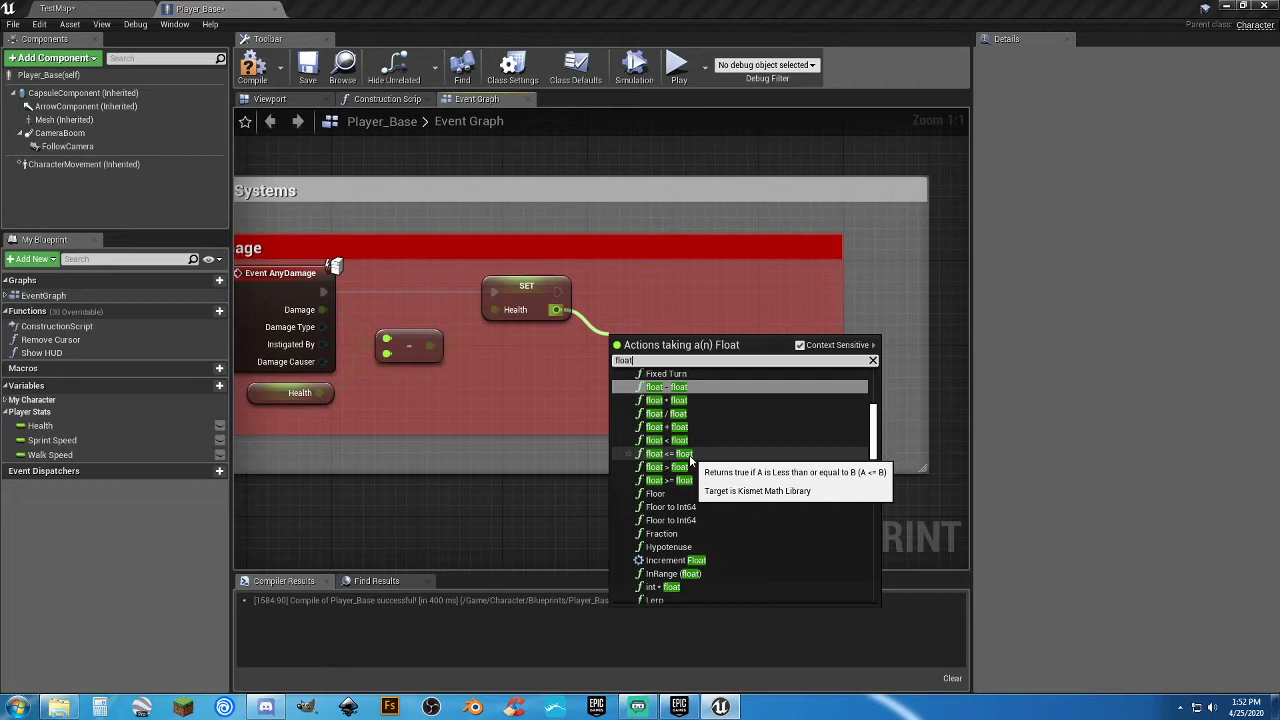 TestMap*
Player_Base*
File
Edit
Asset
View
Debug
Window
Help
Parent class: Character
Components
Toolbar
Details
+Add Component
Search
Player_Base(self)
CapsuleComponent (Inherited)
ArrowComponent (Inherited)
Mesh (Inherited)
CameraBoom
FollowCamera
CharacterMovement (Inherited)
Compile
Save
Browse
Hide Unrelated
Find
Class Settings
Class Defaults
Simulation
Play
No debug object selected
Debug Filter
Viewport
Construction Scrip
Event Graph
Player_Base > Event Graph
Zoom 1:1
Systems
age
Event AnyDamage
Damage
Damage Type
Instigated By
Damage Causer
Health
-
SET
Health
My Blueprint
+Add New
Search
Graphs
EventGraph
Functions (30 Overridable)
ConstructionScript
Remove Cursor
Show HUD
Macros
Variables
My Character
Player Stats
Health
Sprint Speed
Walk Speed
Event Dispatchers
Actions taking a(n) Float
Context Sensitive
float
Fixed Turn
float - float
float * float
float / float
float + float
float < float
float <= float
float > float
float >= float
Floor
Floor to Int64
Floor to Int64
Fraction
Hypotenuse
Increment Float
InRange (float)
int * float
Lerp
Returns true if A is Less than or equal to B (A <= B)
Target is Kismet Math Library
RINT
Compiler Results
Find Results
[1584.90] Compile of Player_Base successful! [in 400 ms] (/Game/Character/Blueprints/Player_Bas
Clear
Pro
Fs
EPIC GAMES
EPIC GAMES
1:52 PM
4/25/2020